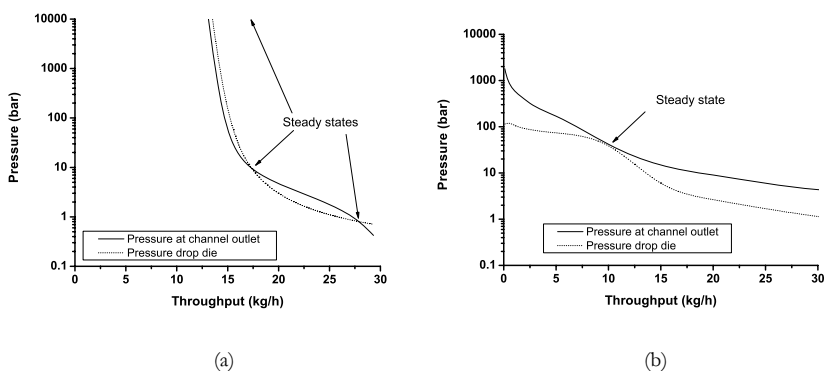 10000
1000
100
10
1
0.1
0
5
10
15
20
25
30
Pressure (bar)
Throughput (kg/h)
Steady states
Pressure at channel outlet
Pressure drop die
(a)
10000
1000
100
10
1
0.1
0
5
10
15
20
25
30
Pressure (bar)
Throughput (kg/h)
Steady state
Pressure at channel outlet
Pressure drop die
(b)